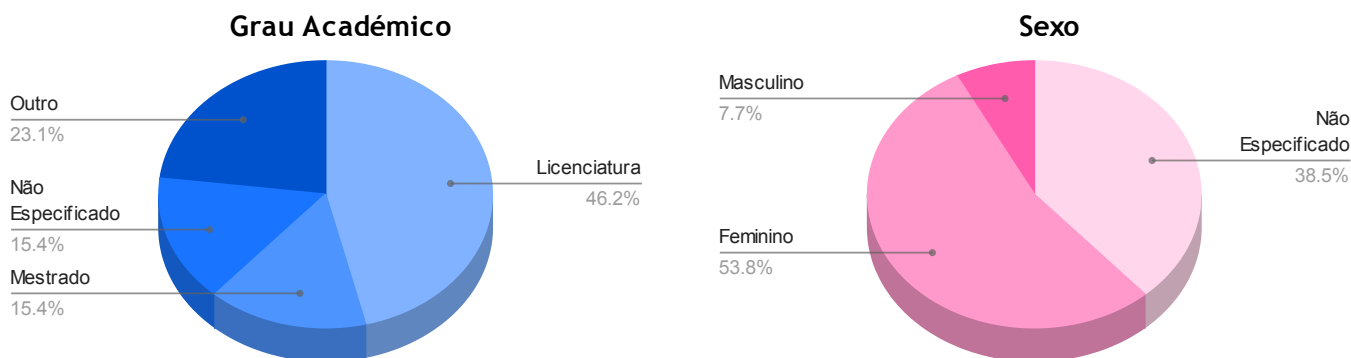 Grau Académico
Outro
23.1%
Não
Especificado
15.4%
Mestrado
15.4%
Licenciatura
46.2%
Sexo
Masculino
7.7%
Feminino
53.8%
Não
Especificado
38.5%